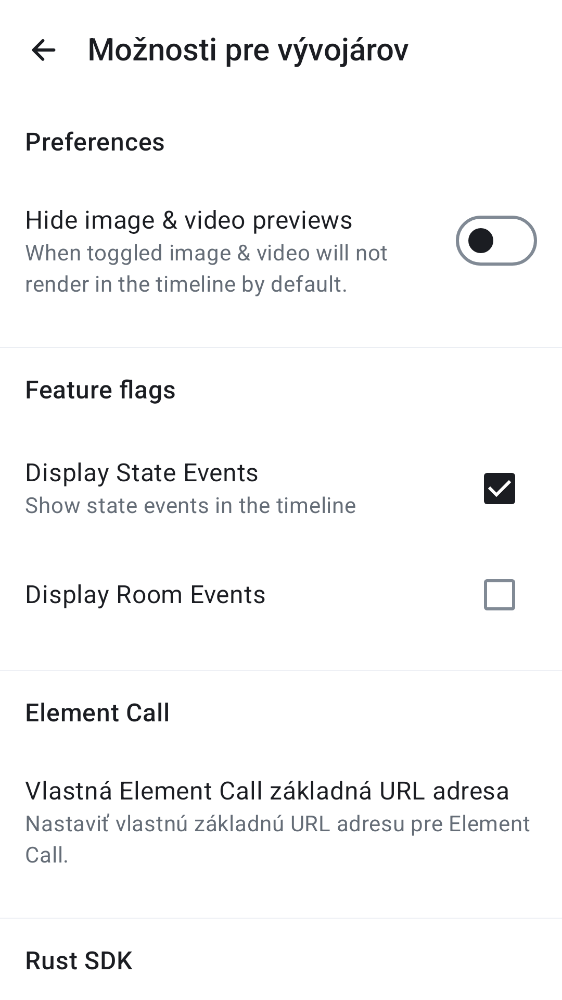 Možnosti pre vývojárov
Preferences
Hide image & video previews
When toggled image & video will not
render in the timeline by default.
Feature flags
Display State Events
Show state events in the timeline
Display Room Events
Element Call
Vlastná Element Call základná URL adresa
Nastaviť vlastnú základnú URL adresu pre Element
Call.
Rust SDK